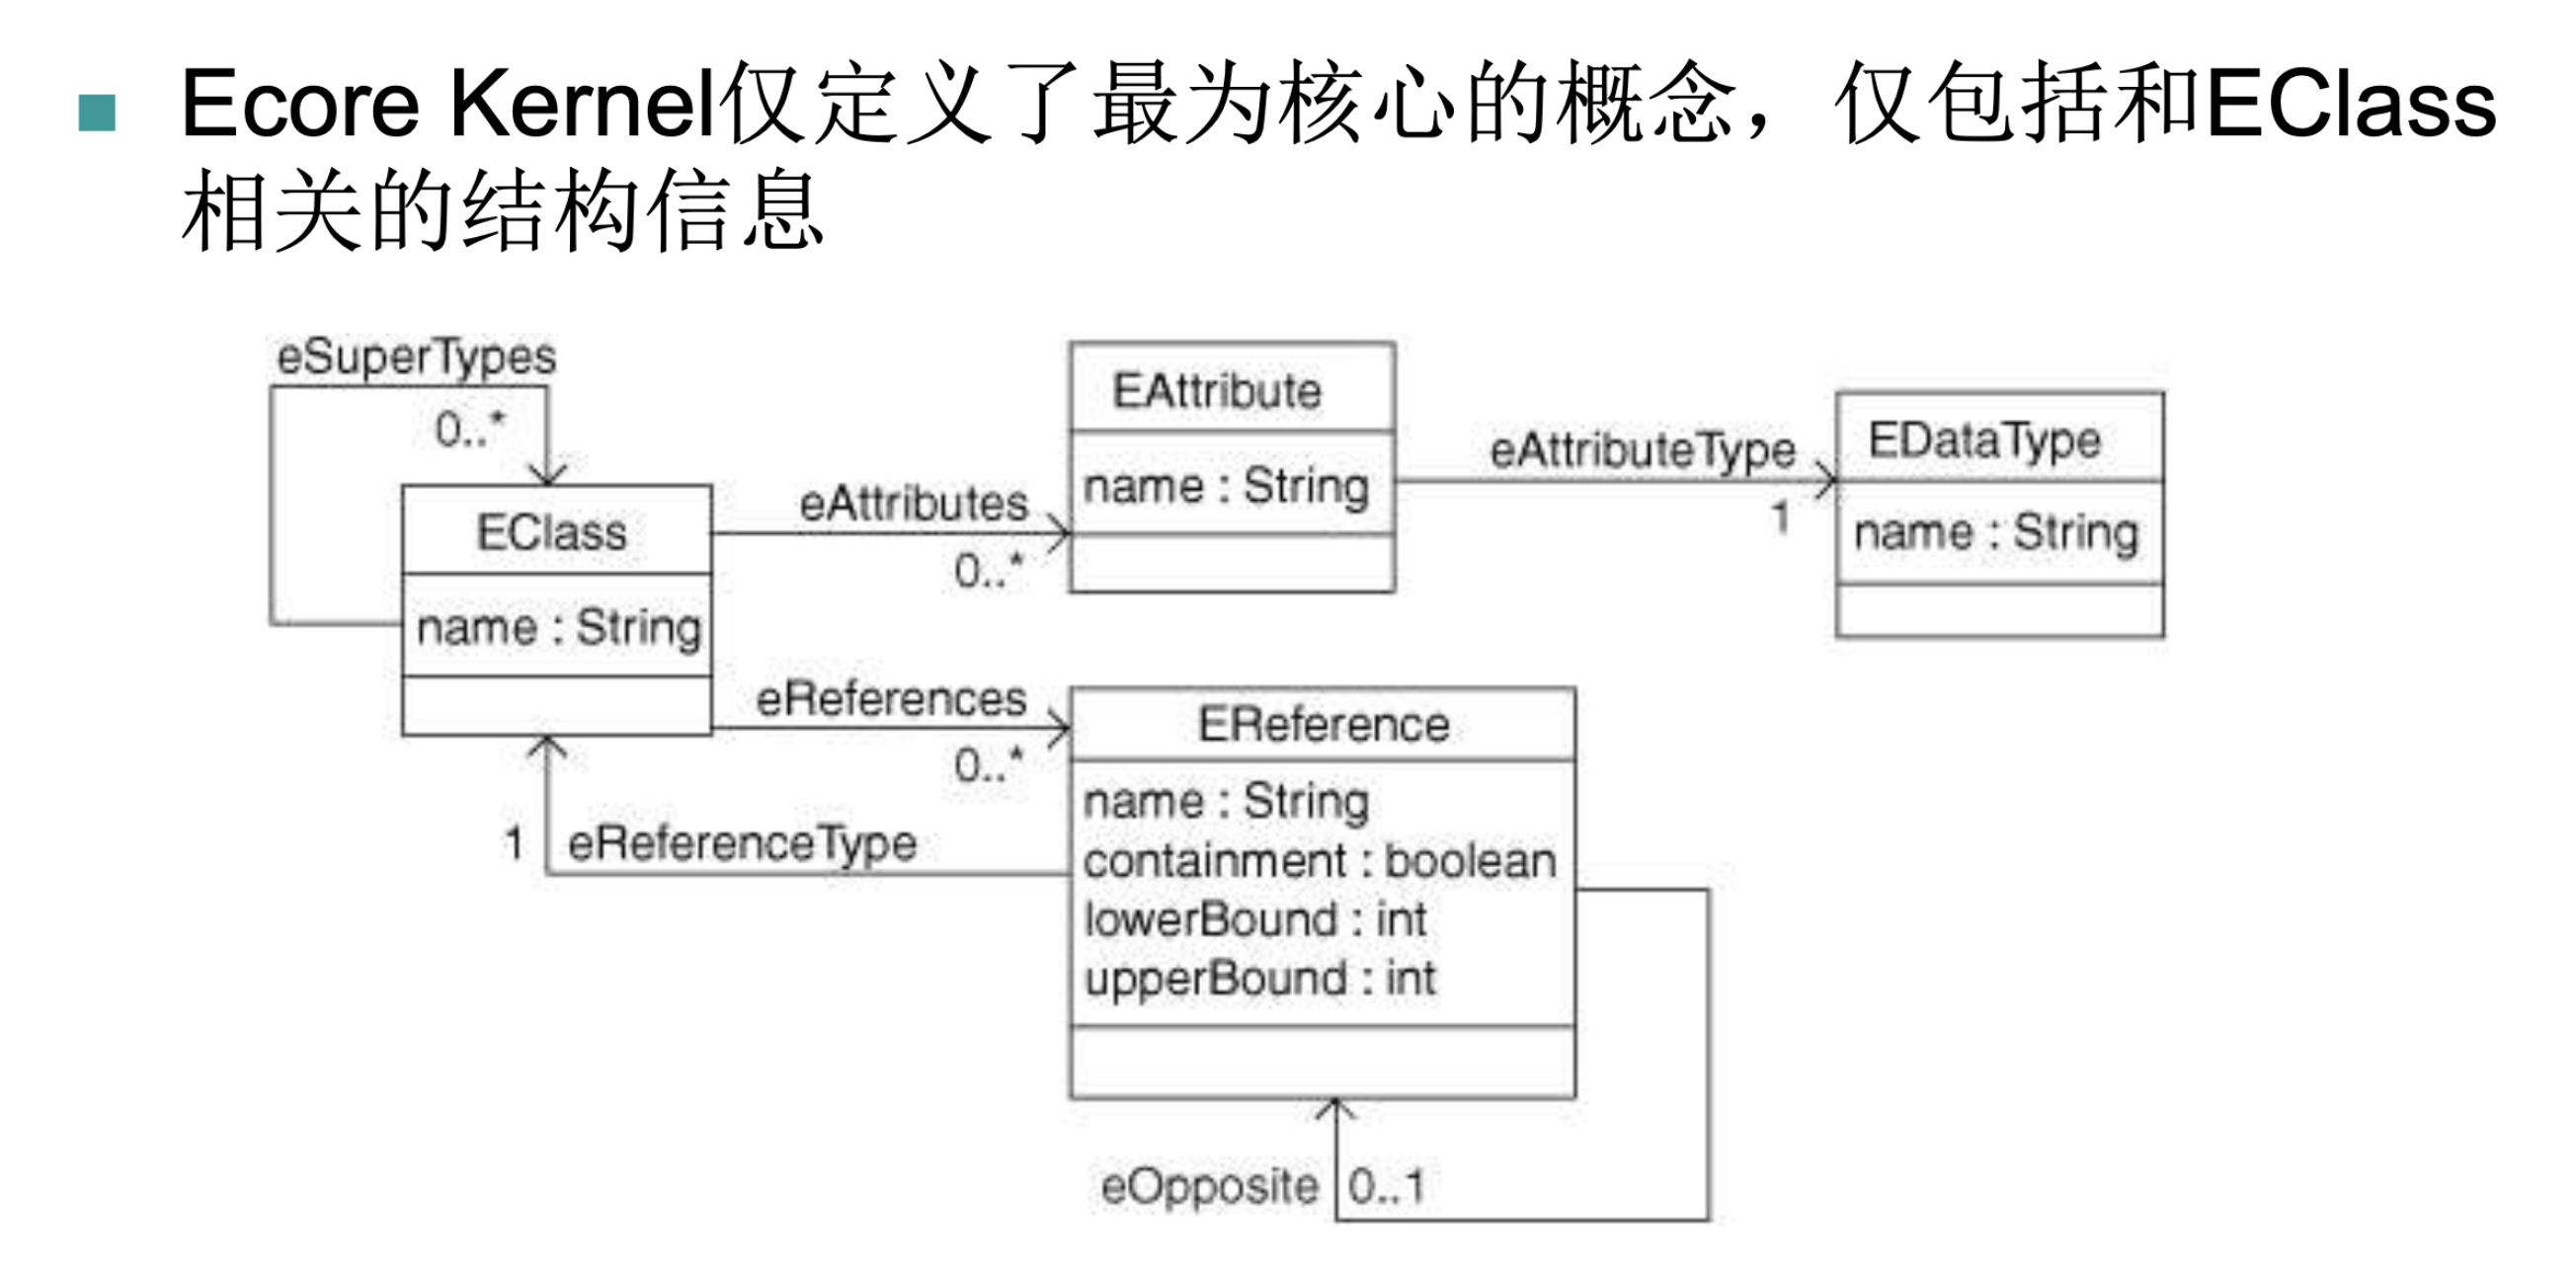 Ecore Kernel仅定义了最为核心的概念，仅包括和EClass
相关的结构信息
eSuperTypes
0..*
EClass
name : String
eAttributes
0..*
EAttribute
name : String
eAttributeType
1
EDataType
name : String
eReferences
0..*
1
eReferenceType
EReference
name : String
containment : boolean
lowerBound : int
upperBound : int
eOpposite
0..1